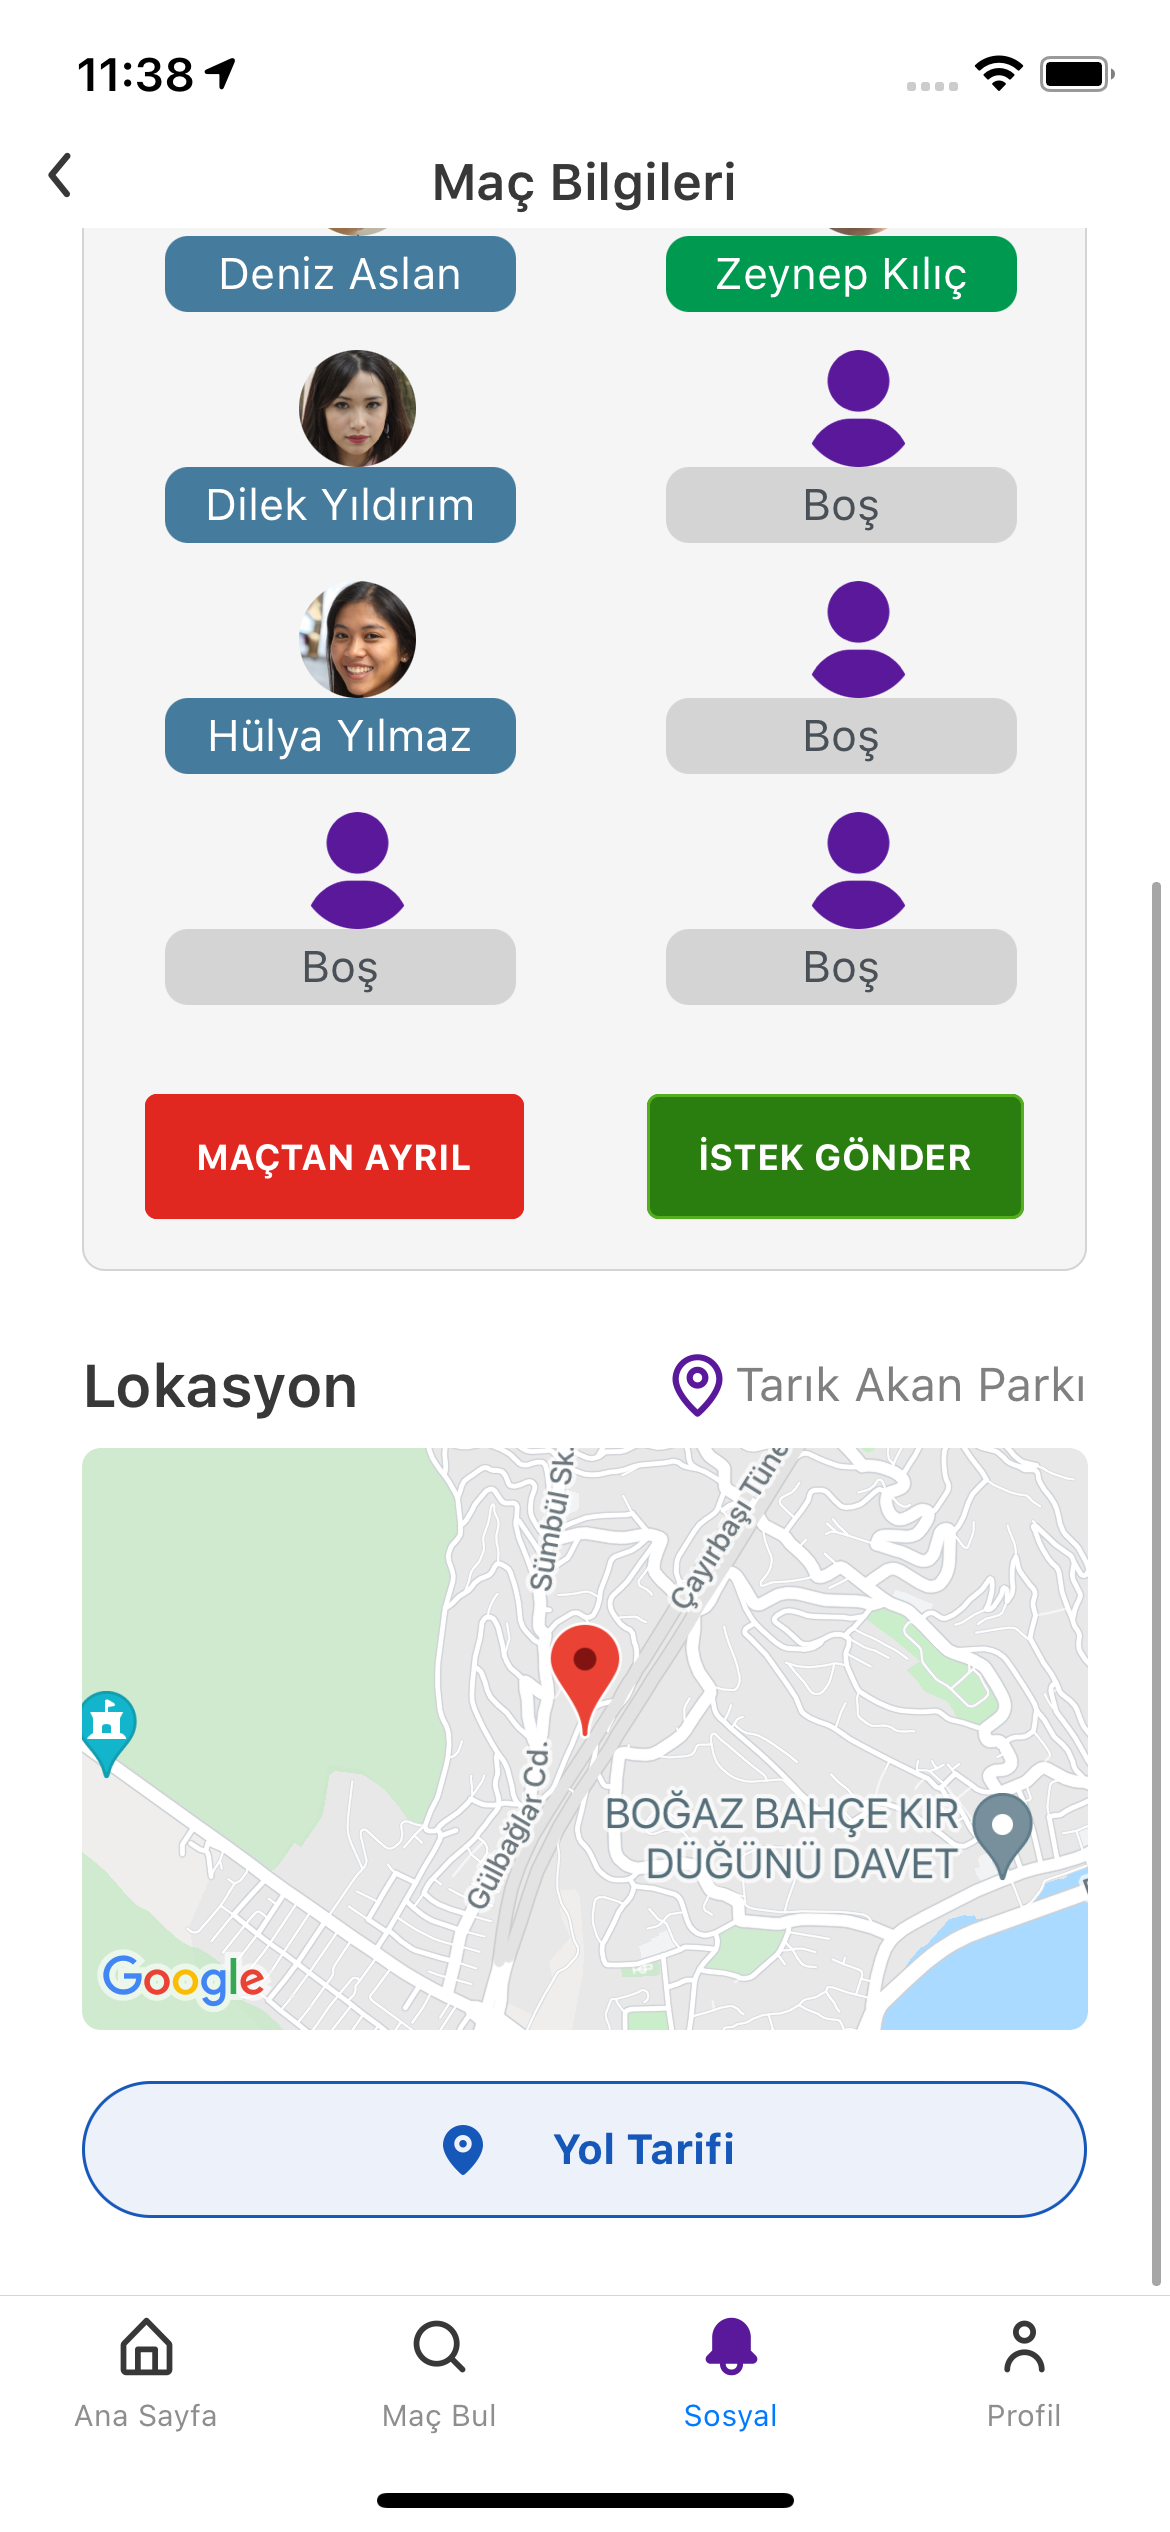 11:38
Maç Bilgileri
Deniz Aslan
Zeynep Kılıç
Dilek Yıldırım
Boş
Hülya Yılmaz
Boş
Boş
Boş
MAÇTAN AYRIL
İSTEK GÖNDER
Lokasyon
Tarık Akan Parkı
Sümbül Sk.
Çayırbaşı Tüne
Gülbağlar Cd.
BOĞAZ BAHÇE KIR
DÜĞÜNÜ DAVET
Google
Yol Tarifi
Ana Sayfa
Maç Bul
Sosyal
Profil